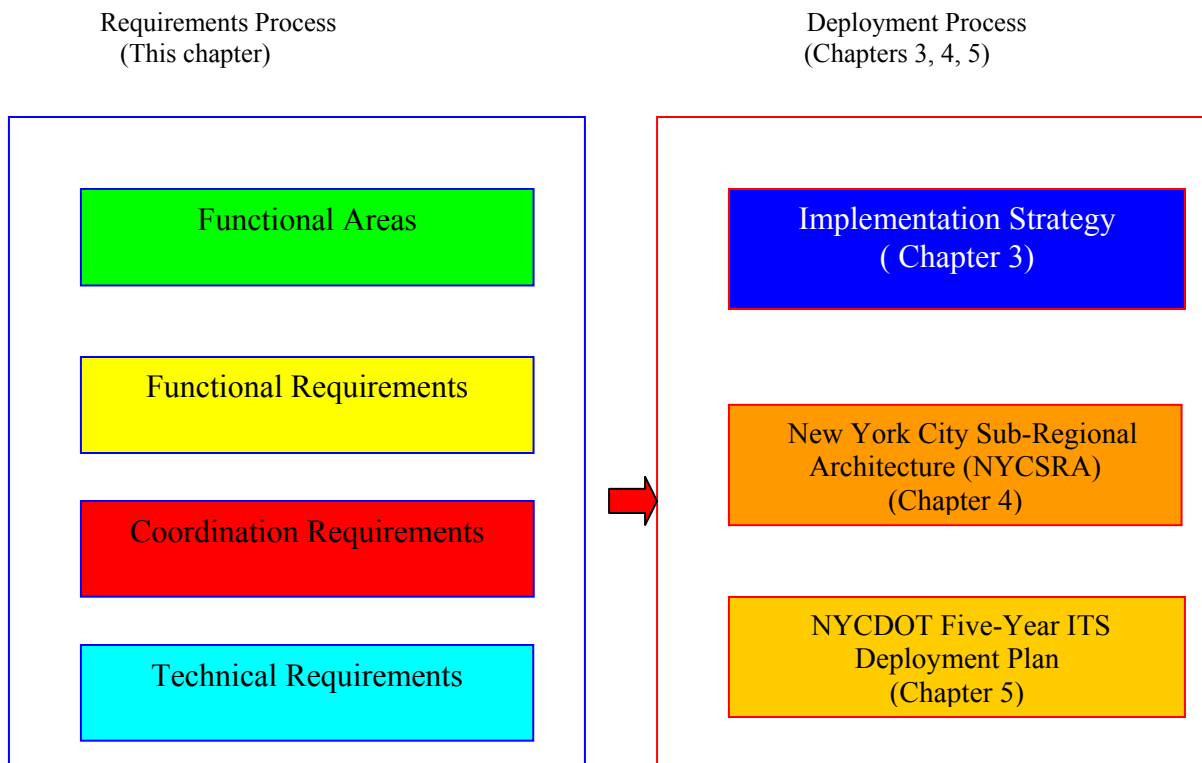 Requirements Process
(This chapter)
Functional Areas
Functional Requirements
Coordination Requirements
Technical Requirements
Deployment Process
(Chapters 3, 4, 5)
Implementation Strategy
( Chapter 3)
New York City Sub-Regional
Architecture (NYCSRA)
(Chapter 4)
NYCDOT Five-Year ITS
Deployment Plan
(Chapter 5)